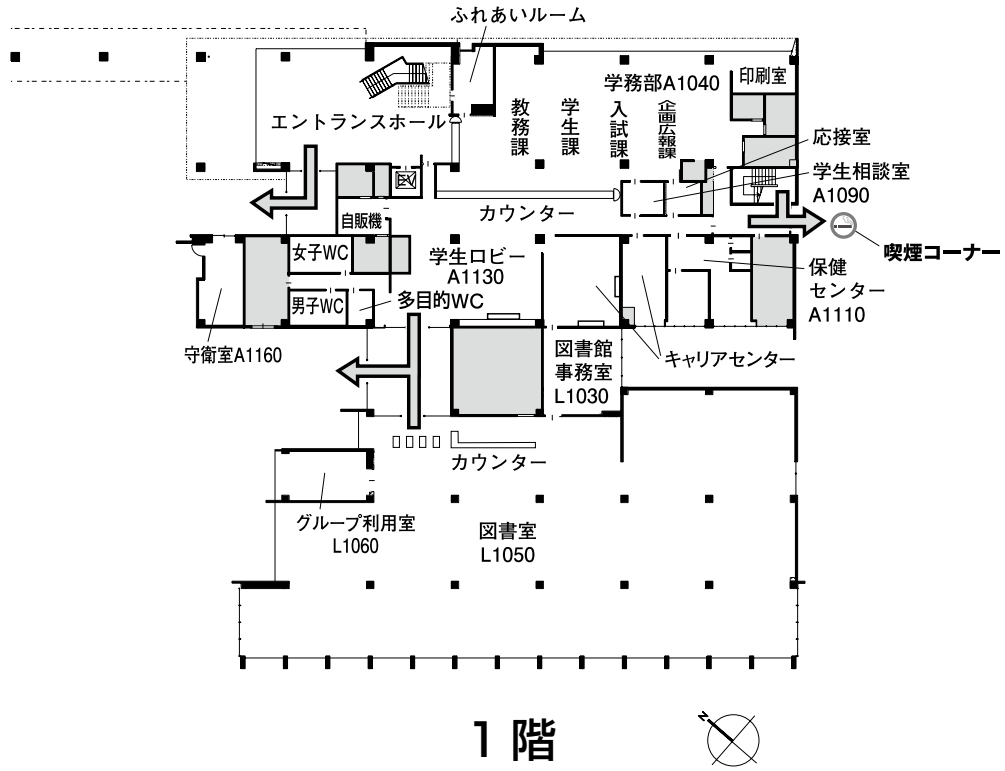 ふれあいルーム
学務部A1040
印刷室
教務課
学生課
入試課
企画広報課
エントランスホール
応接室
学生相談室
A1090
EV
カウンター
自販機
喫煙コーナー
女子WC
学生ロビー
A1130
保健
センター
A1110
男子WC
多目的WC
守衛室A1160
図書館
事務室
L1030
キャリアセンター
カウンター
グループ利用室
L1060
図書室
L1050
1階
N